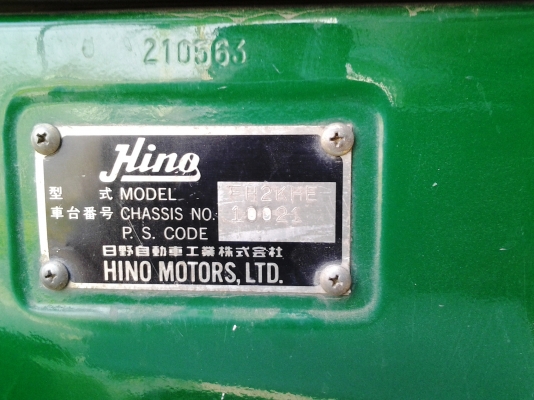 210563
Hino
型式 MODEL
車台番号 CHASSIS NO. 10021
P. S. CODE
日野自動車工業株式会社
HINO MOTORS, LTD.